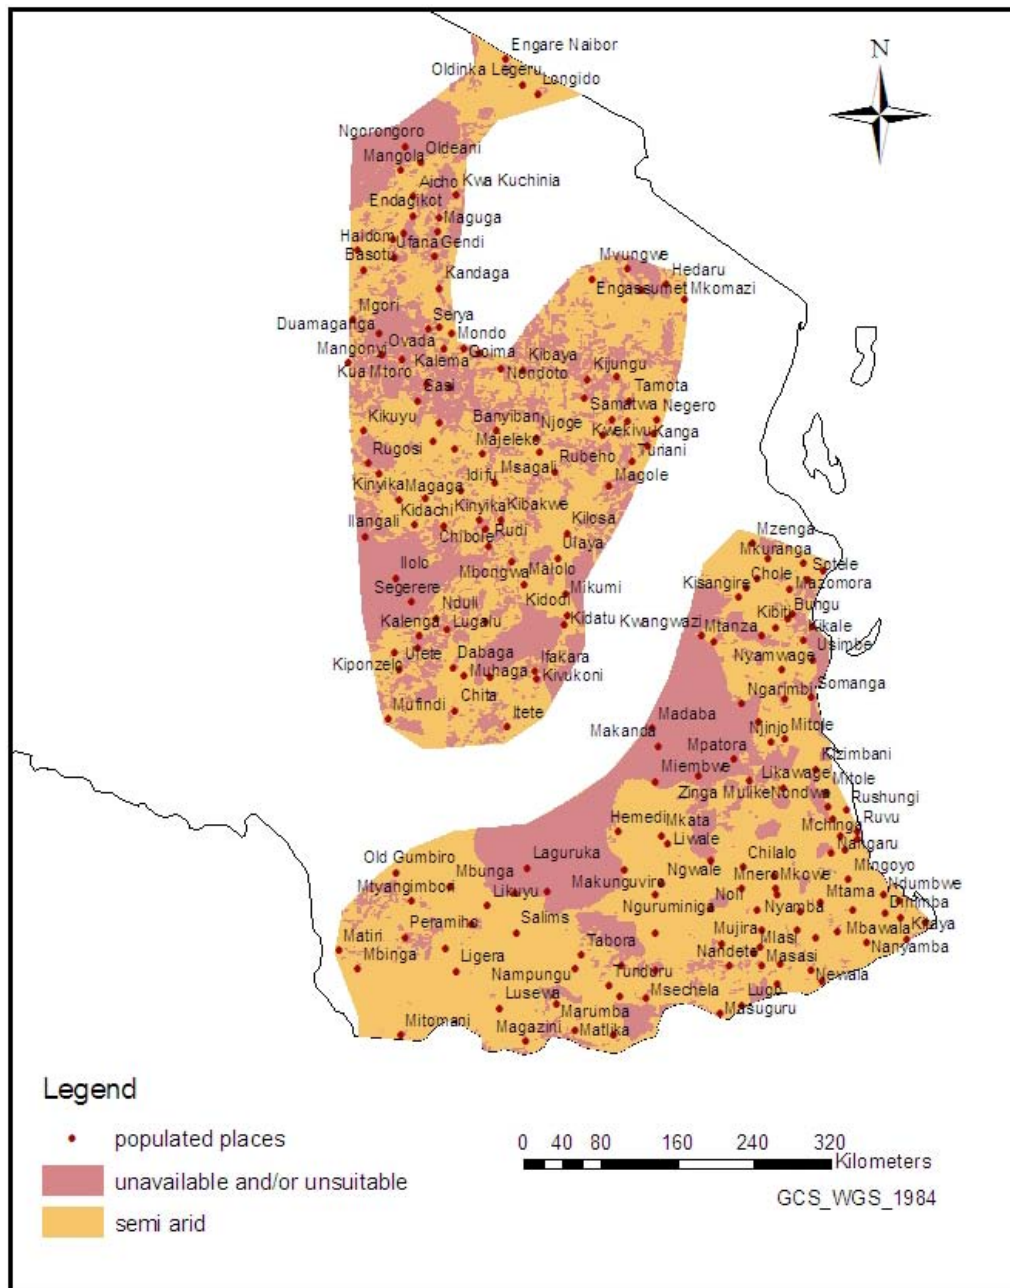 N
Engare Naibor
Oldinka Legeru
Longido
Ngorongoro
Mangola
Oldeani
Aicho
Kwa Kuchinia
Endagikot
Maguga
Haidom
Ufana
Gendi
Basotu
Kandaga
Myungwe
Hedaru
Engassumet
Mkomazi
Mgori
Duamaganga
Serya
Mondo
Ovada
Mangonyi
Kalema
Goima
Kibaya
Kijungu
Kua Mtoro
Nondoto
Sasi
Tamota
Samatwa
Negero
Kikuyu
Banyiban
Njoge
Kwekivu
Kanga
Rugosi
Majeleko
Turiani
Rubeho
Msagali
Magole
Idifu
Kinyika
Magaga
Kinyika
Kibakwe
Kidachi
Ilangali
Chibole
Rudi
Kilosa
Ulaya
Ilolo
Mbongwa
Malolo
Segerere
Mikumi
Nduli
Kidodi
Kalenga
Lugalu
Kidatu
Ufete
Dabaga
Kiponzelo
Muhaga
Ifakara
Kivukoni
Chita
Mufindi
Itete
Mzenga
Mkuranga
Chole
Sotele
Kisangire
Mazomora
Bungu
Kibiti
Kwangwazi
Mtanza
Kikale
Usimbe
Nyamwage
Somanga
Ngarimbi
Madaba
Makanda
Njinjo
Mitole
Mpatora
Kizimbani
Miembwe
Likawage
Mitole
Zinga Mulike
Nondwa
Rushungi
Hemedi
Mkata
Mchinga
Ruvu
Liwale
Nangaru
Old Gumbiro
Mbunga
Laguruka
Ngwale
Chilalo
Mingoyo
Mtyangimbori
Likuyu
Makunguviro
Mnero
Mkowe
Noli
Mtama
Ndumbwe
Dinimba
Peramiho
Salims
Nguruminiga
Nyamba
Kitaya
Matiri
Tabora
Mujira
Mlasi
Mbawala
Mbinga
Ligera
Nandete
Masasi
Nanyamba
Nampungu
Tunduru
Newala
Lusewa
Msechela
Lugo
Marumba
Masuguru
Mitomani
Magazini
Matlika
Legend
populated places
unavailable and/or unsuitable
semi arid
0 40 80 160 240 320
Kilometers
GCS_WGS_1984